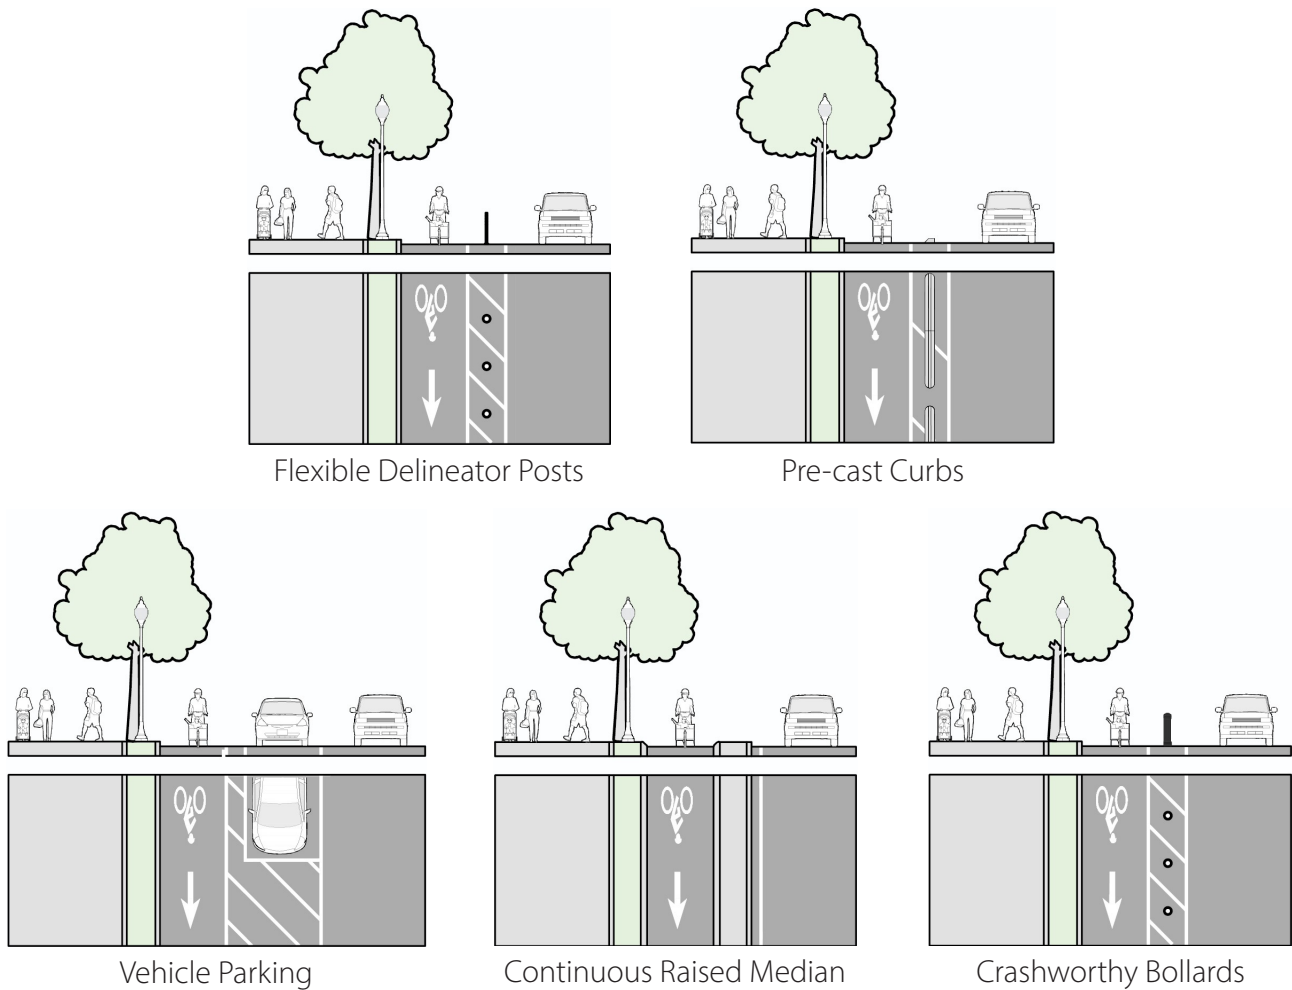 Flexible Delineator Posts
Pre-cast Curbs
Vehicle Parking
Continuous Raised Median
Crashworthy Bollards